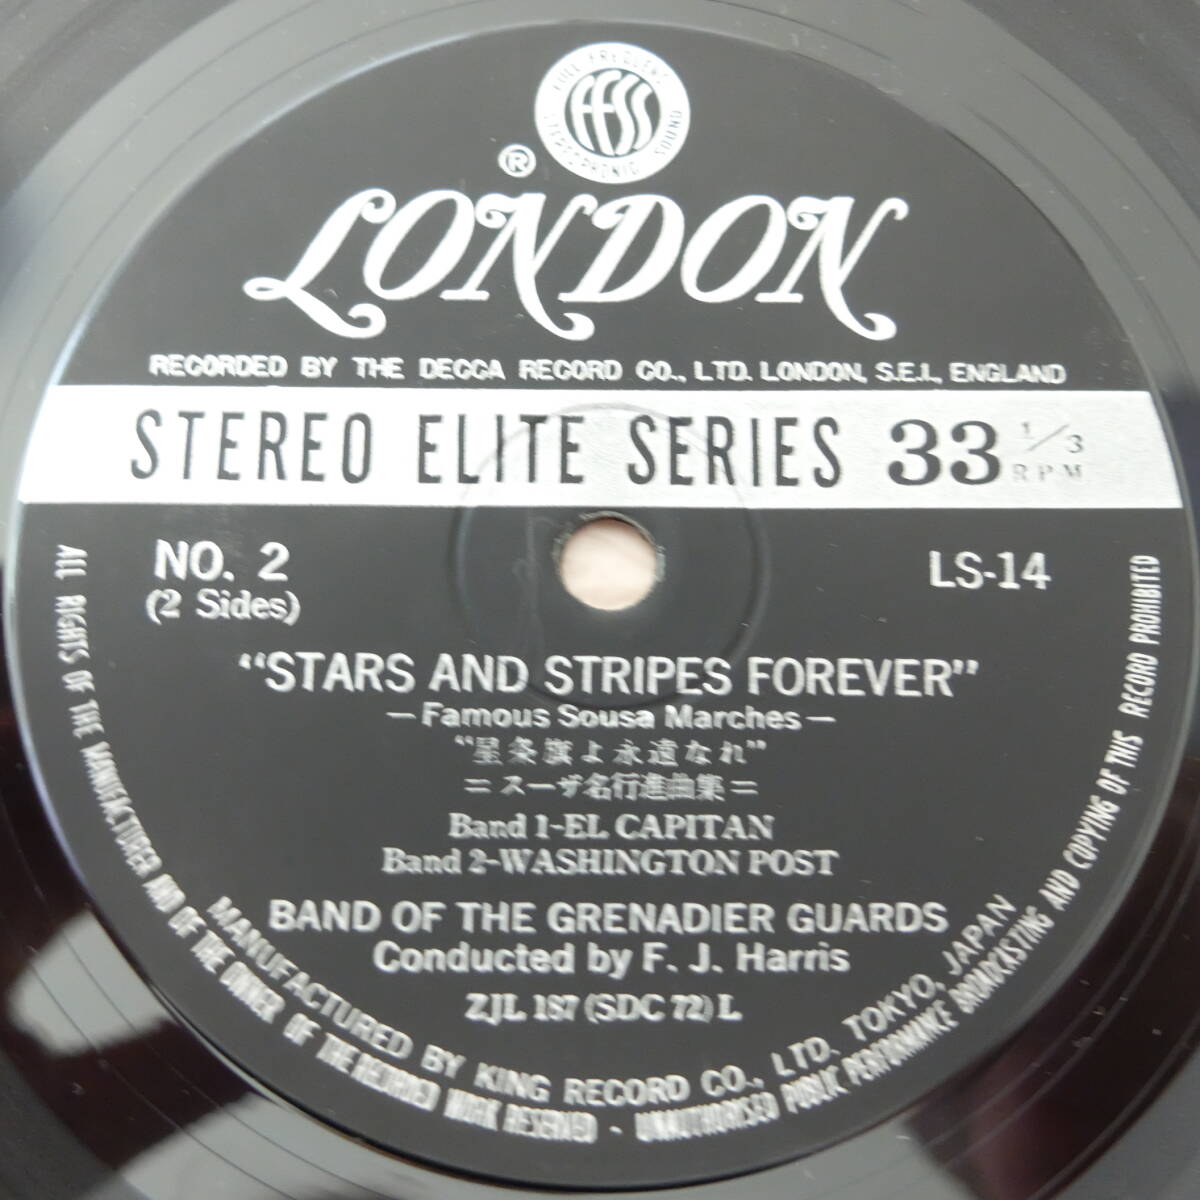 FULL FREQUENCY STEREOPHONIC SOUND
FFSS
®
LONDON
RECORDED BY THE DECCA RECORD CO., LTD. LONDON, S.E.I., ENGLAND
STEREO ELITE SERIES 33 1/3 R·P·M
NO. 2
(2 Sides)
LS-14
"STARS AND STRIPES FOREVER"
— Famous Sousa Marches —
"星条旗よ永遠なれ"
= スーザ名行進曲集 =
Band 1-EL CAPITAN
Band 2-WASHINGTON POST
BAND OF THE GRENADIER GUARDS
Conducted by F. J. Harris
ZJL 187 (SDC 72) L
MANUFACTURED BY KING RECORD CO., LTD. TOKYO, JAPAN
ALL RIGHTS OF THE MANUFACTURER AND OF THE OWNER OF THE RECORDED WORK RESERVED - UNAUTHORISED PUBLIC PERFORMANCE BROADCASTING AND COPYING OF THIS RECORD PROHIBITED